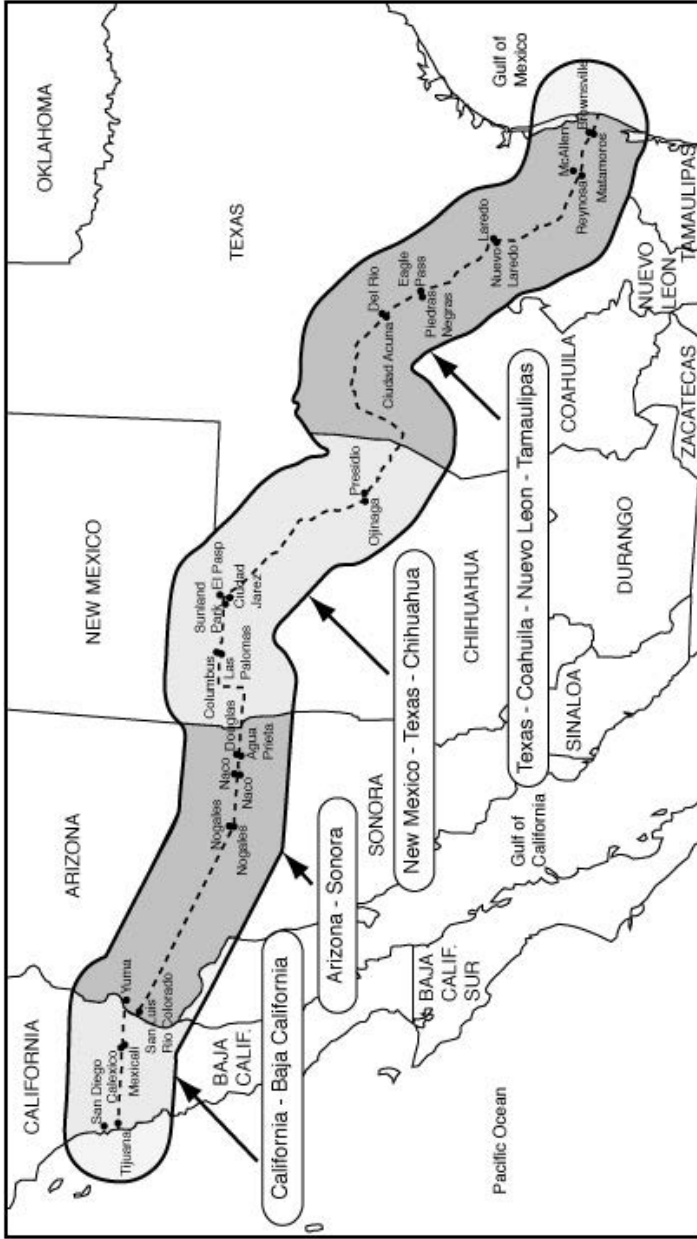 CALIFORNIA
ARIZONA
NEW MEXICO
OKLAHOMA
TEXAS
San Diego
Tijuana
Calexico
Mexicali
Yuma
San Luis
Rio Colorado
Nogales
Nogales
Naco
Naco
Douglas
Agua
Prieta
Columbus
Las
Palomas
Sunland
Park
El Pasp
Ciudad
Jarez
Presidio
Ojinaga
Del Rio
Ciudad Acuna
Eagle
Pass
Piedras
Negras
Laredo
Nuevo
Laredo
McAllen
Reynosa
Brownsville
Matamoros
Gulf of
Mexico
BAJA
CALIF.
SONORA
CHIHUAHUA
COAHUILA
NUEVO
LEON
TAMAULIPAS
California - Baja California
Arizona - Sonora
New Mexico - Texas - Chihuahua
Texas - Coahuila - Nuevo Leon - Tamaulipas
Pacific Ocean
BAJA
CALIF.
SUR
Gulf of
California
SINALOA
DURANGO
ZACATECAS